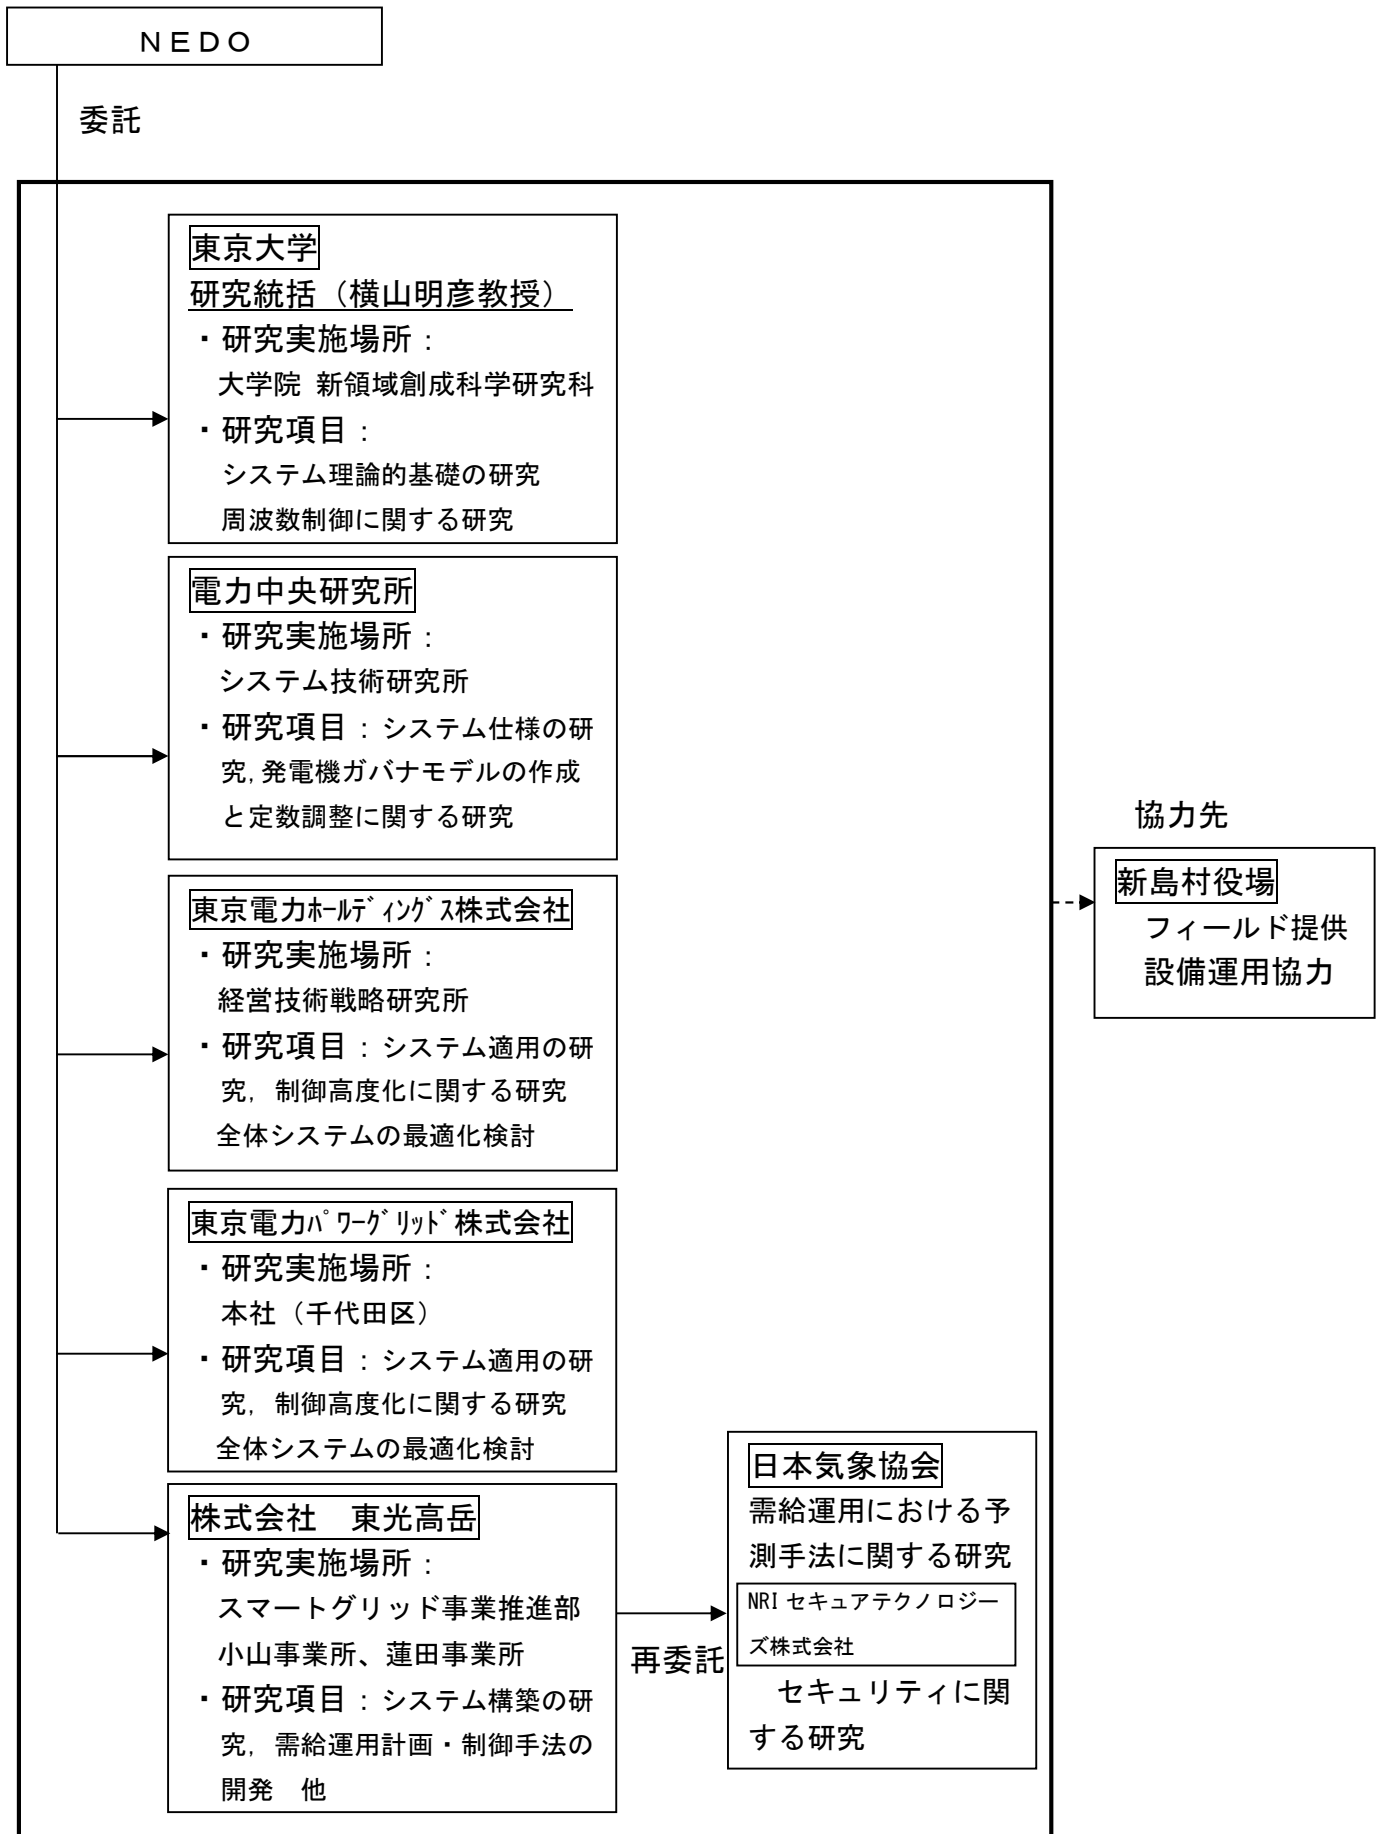 ＮＥＤＯ
委託
東京大学
研究統括（横山明彦教授）
・研究実施場所：
大学院 新領域創成科学研究科
・研究項目：
システム理論的基礎の研究
周波数制御に関する研究
電力中央研究所
・研究実施場所：
システム技術研究所
・研究項目：システム仕様の研
究,発電機ガバナモデルの作成
と定数調整に関する研究
東京電力ﾎｰﾙﾃﾞｨﾝｸﾞｽ株式会社
・研究実施場所：
経営技術戦略研究所
・研究項目：システム適用の研
究，制御高度化に関する研究
全体システムの最適化検討
東京電力ﾊﾟﾜｰｸﾞﾘｯﾄﾞ株式会社
・研究実施場所：
本社（千代田区）
・研究項目：システム適用の研
究，制御高度化に関する研究
全体システムの最適化検討
株式会社　東光高岳
・研究実施場所：
スマートグリッド事業推進部
小山事業所、蓮田事業所
・研究項目：システム構築の研
究，需給運用計画・制御手法の
開発　他
再委託
日本気象協会
需給運用における予
測手法に関する研究
NRI セキュアテクノロジー
ズ株式会社
セキュリティに関
する研究
協力先
新島村役場
フィールド提供
設備運用協力